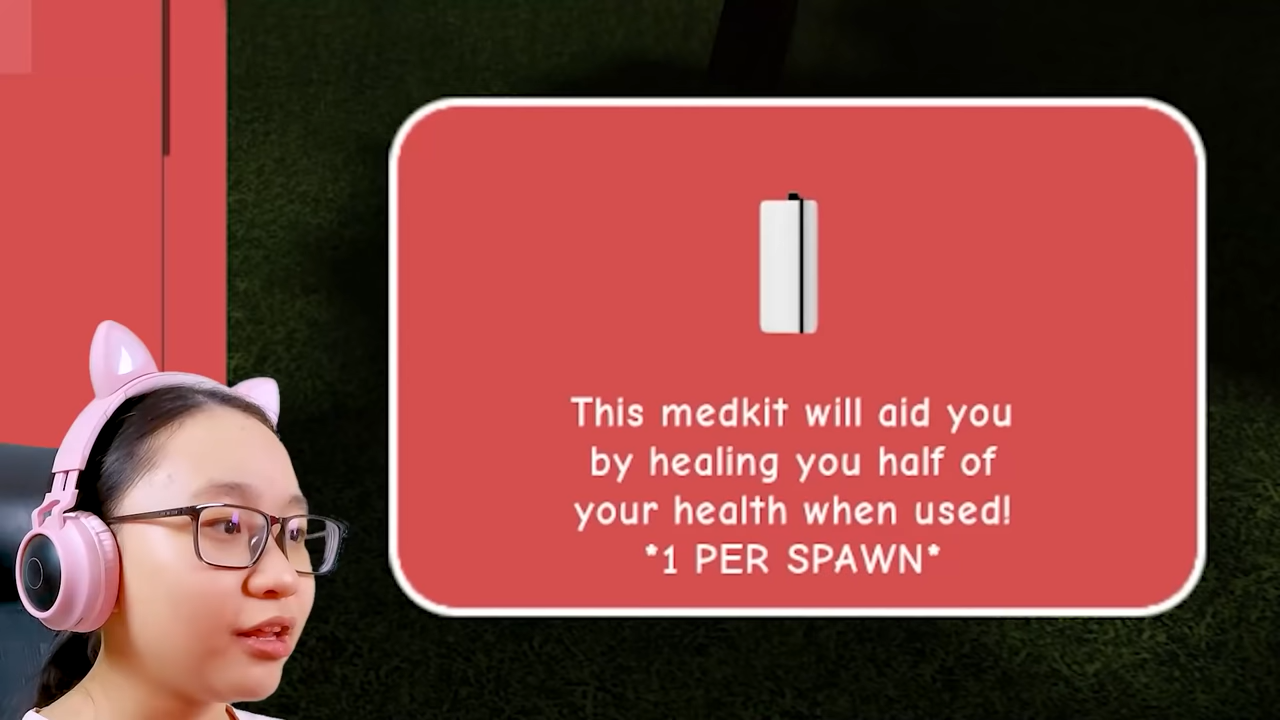 This medkit will aid you
by healing you half of
your health when used!
*1 PER SPAWN*